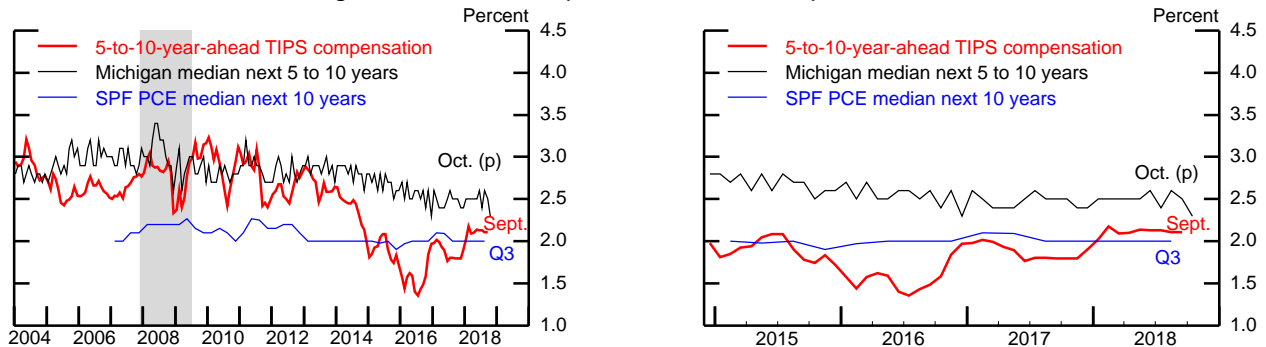 Percent
4.5
5-to-10-year-ahead TIPS compensation
Michigan median next 5 to 10 years
4.0
SPF PCE median next 10 years
3.5
Oct. (p)
3.0
2.5
Sept.
2.0
Q3
1.5
1.0
2004 2006 2008 2010 2012 2014 2016 2018
Percent
4.5
5-to-10-year-ahead TIPS compensation
Michigan median next 5 to 10 years
4.0
SPF PCE median next 10 years
3.5
3.0
Oct. (p)
2.5
Sept.
2.0
Q3
1.5
1.0
2015 2016 2017 2018